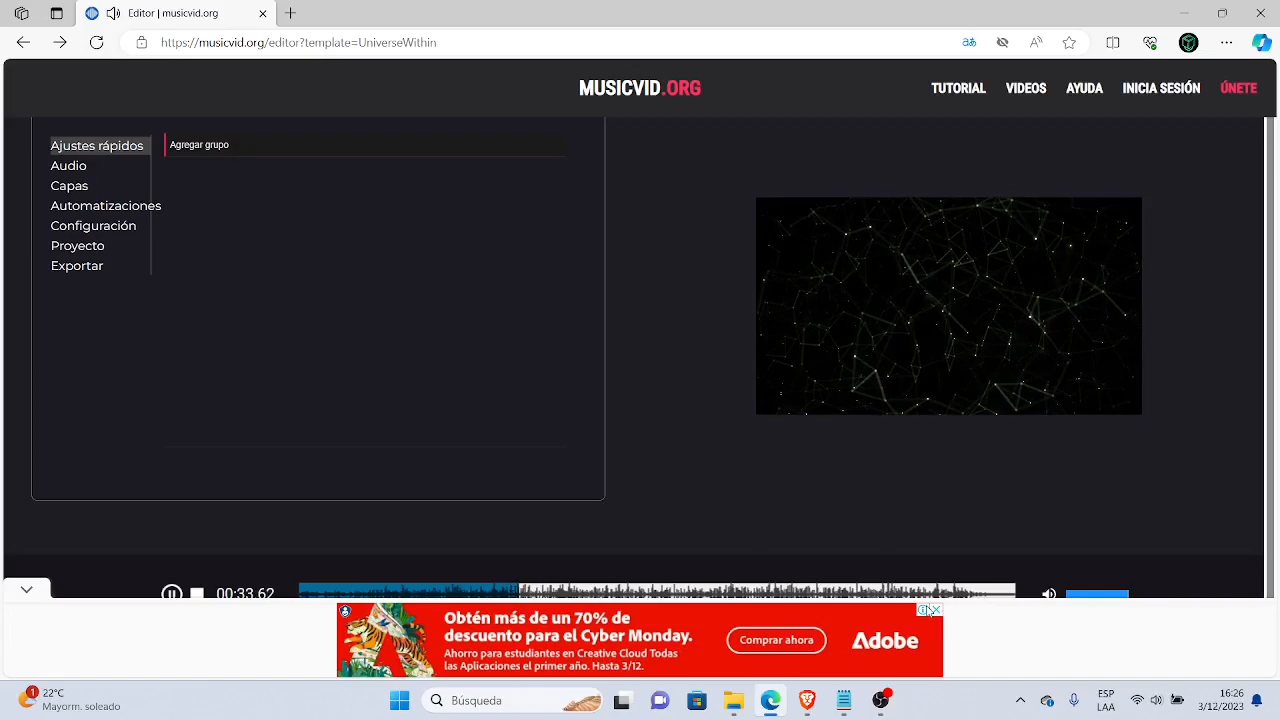 Editor | musicvid.org
https://musicvid.org/editor?template=UniverseWithin
MUSICVID.ORG
TUTORIAL
VIDEOS
AYUDA
INICIA SESIÓN
ÚNETE
Ajustes rápidos
Audio
Capas
Automatizaciones
Configuración
Proyecto
Exportar
Agregar grupo
00:33.62
Obtén más de un 70% de
descuento para el Cyber Monday.
Ahorro para estudiantes en Creative Cloud Todas
las Aplicaciones el primer año. Hasta 3/12.
Comprar ahora
Adobe
1
22°C
Mayorm. soleado
Búsqueda
ESP
LAA
16:26
3/12/2023